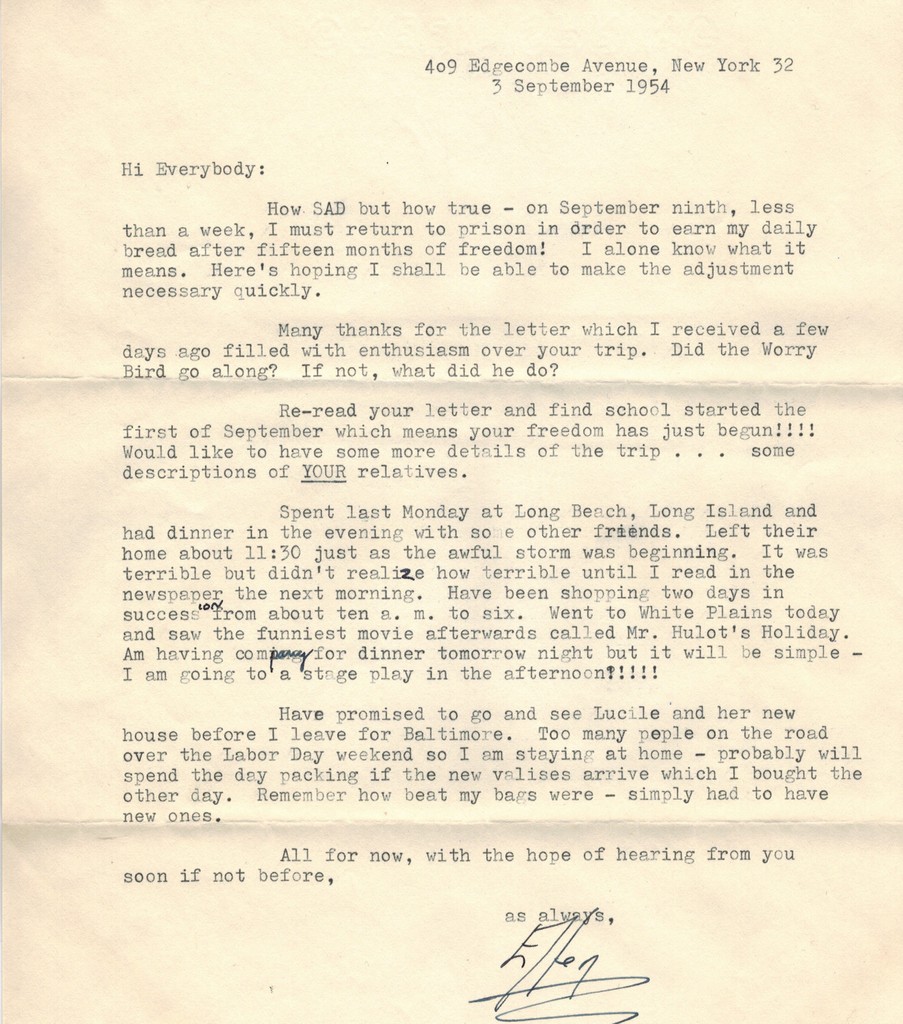 409 Edgecombe Avenue, New York 32
3 September 1954
Hi Everybody:
How SAD but how true - on September ninth, less
than a week, I must return to prison in order to earn my daily
bread after fifteen months of freedom! I alone know what it
means. Here's hoping I shall be able to make the adjustment
necessary quickly.
Many thanks for the letter which I received a few
days ago filled with enthusiasm over your trip. Did the Worry
Bird go along? If not, what did he do?
Re-read your letter and find school started the
first of September which means your freedom has just begun!!!!
Would like to have some more details of the trip . . . some
descriptions of YOUR relatives.
Spent last Monday at Long Beach, Long Island and
had dinner in the evening with some other friends. Left their
home about 11:30 just as the awful storm was beginning. It was
terrible but didn't realize how terrible until I read in the
newspaper the next morning. Have been shopping two days in
succession from about ten a. m. to six. Went to White Plains today
and saw the funniest movie afterwards called Mr. Hulot's Holiday.
Am having company for dinner tomorrow night but it will be simple -
I am going to a stage play in the afternoon!!!!!
Have promised to go and see Lucile and her new
house before I leave for Baltimore. Too many pople on the road
over the Labor Day weekend so I am staying at home - probably will
spend the day packing if the new valises arrive which I bought the
other day. Remember how beat my bags were - simply had to have
new ones.
All for now, with the hope of hearing from you
soon if not before,
as always,